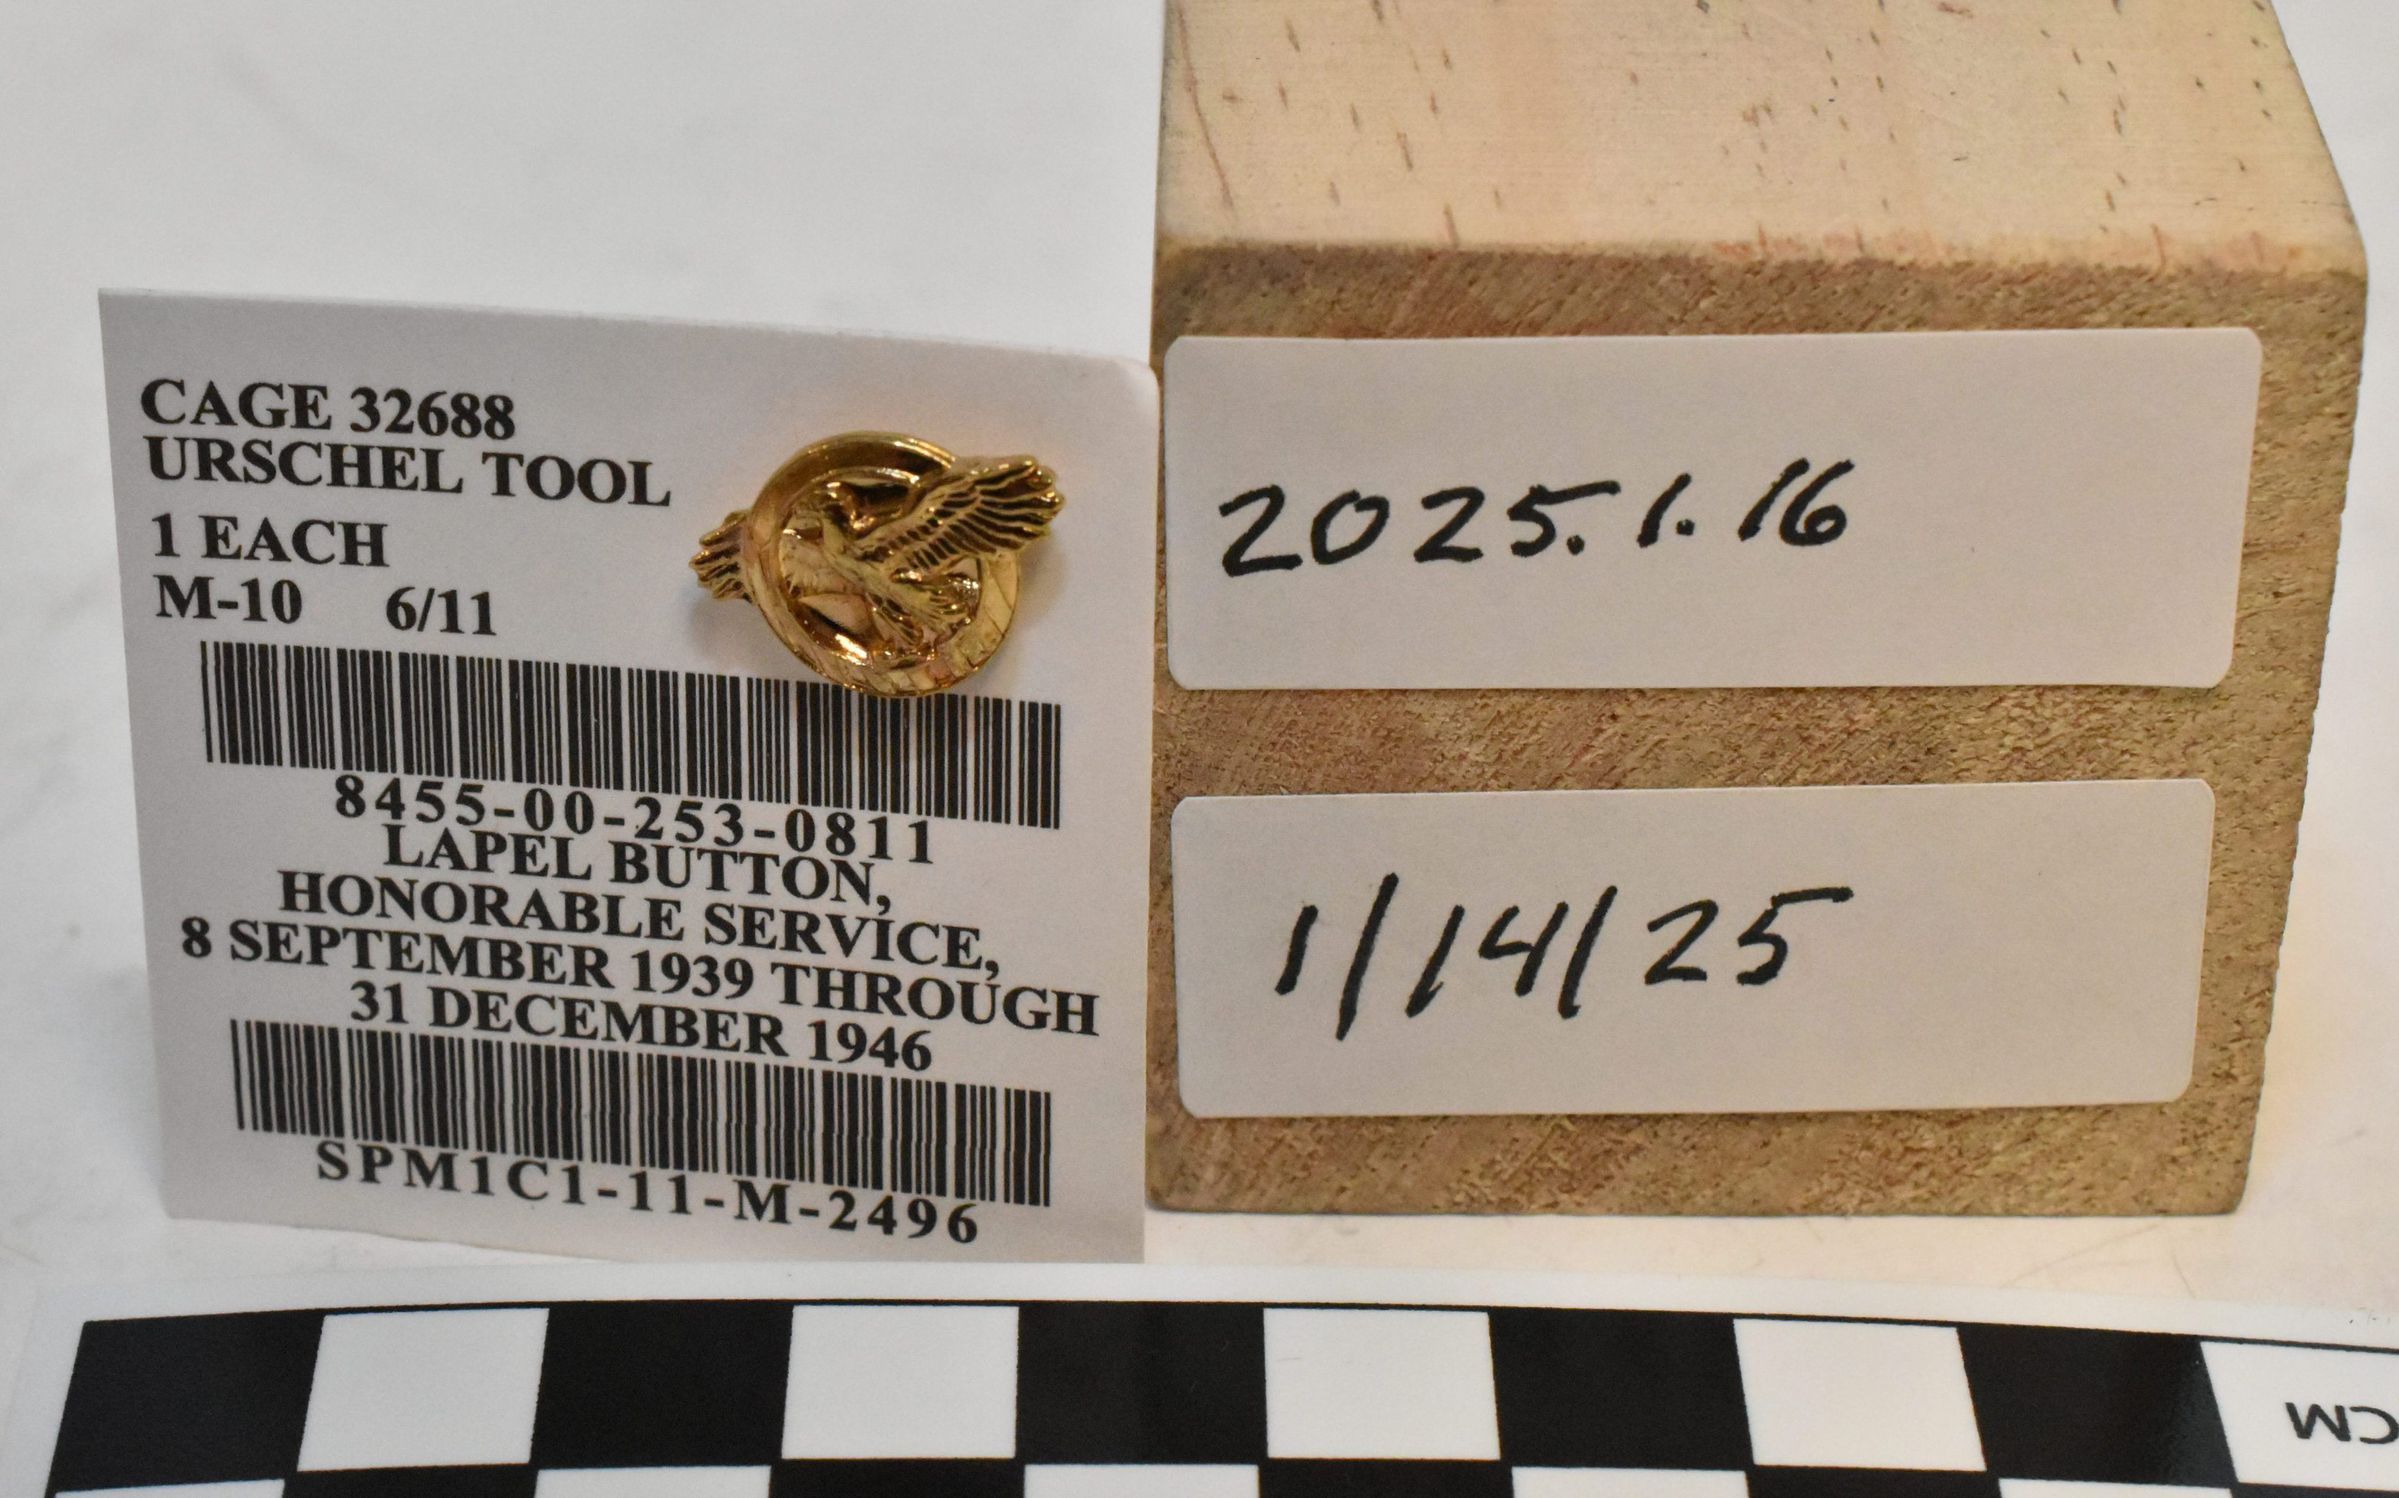 CAGE 32688
URSCHEL TOOL
1 EACH
M-10 6/11
8455-00-253-0811
LAPEL BUTTON,
HONORABLE SERVICE,
8 SEPTEMBER 1939 THROUGH
31 DECEMBER 1946
SPM1C1-11-M-2496
2025.1.16
1/14/25
CM